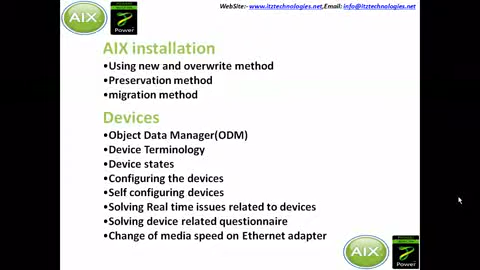 WebSite:- www.itztechnologies.net,Email: info@itztechnologies.net
AIX
Power
AIX installation
•Using new and overwrite method
•Preservation method
•migration method
Devices
•Object Data Manager(ODM)
•Device Terminology
•Device states
•Configuring the devices
•Self configuring devices
•Solving Real time issues related to devices
•Solving device related questionnaire
•Change of media speed on Ethernet adapter
AIX
Power